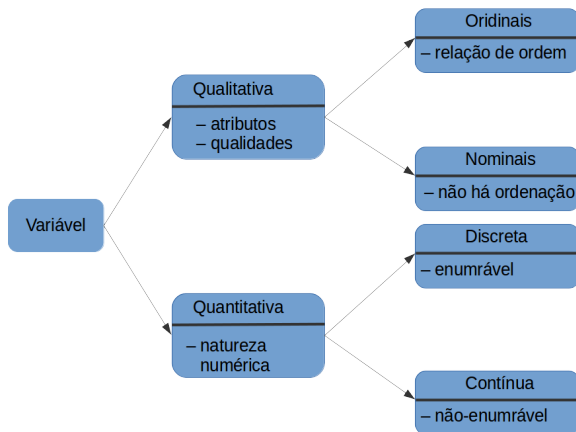 Variável
Qualitativa
– atributos
– qualidades
Quantitativa
– natureza
numérica
Oridinais
– relação de ordem
Nominais
– não há ordenação
Discreta
– enumrável
Contínua
– não-enumrável